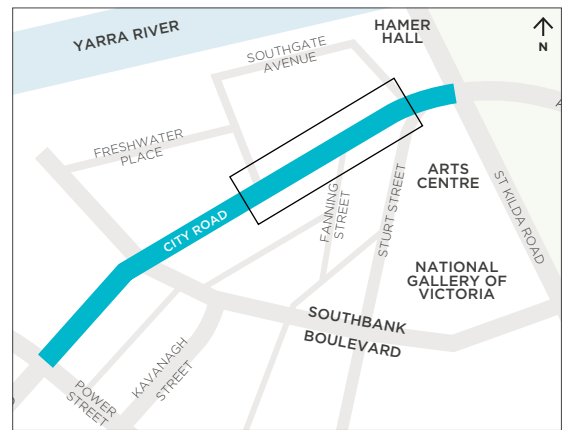 YARRA RIVER
HAMER
HALL
N
SOUTHGATE
AVENUE
FRESHWATER
PLACE
ARTS
CENTRE
ST KILDA ROAD
FANNING
STREET
STURT STREET
CITY ROAD
NATIONAL
GALLERY OF
VICTORIA
SOUTHBANK
BOULEVARD
KAVANAGH
STREET
POWER
STREET